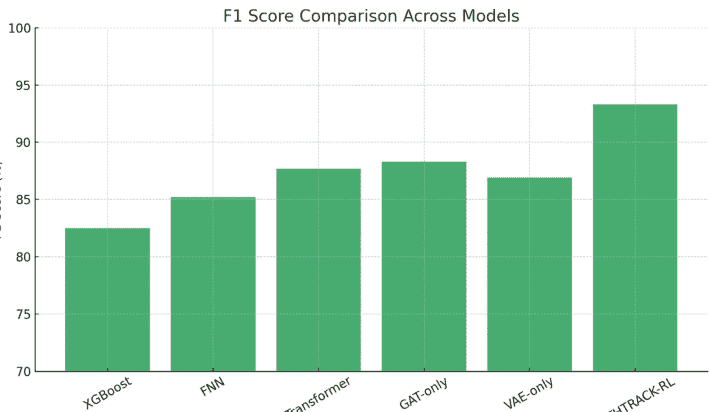 F1 Score Comparison Across Models
100
95
90
85
80
75
70
XGBoost
FNN
Transformer
GAT-only
VAE-only